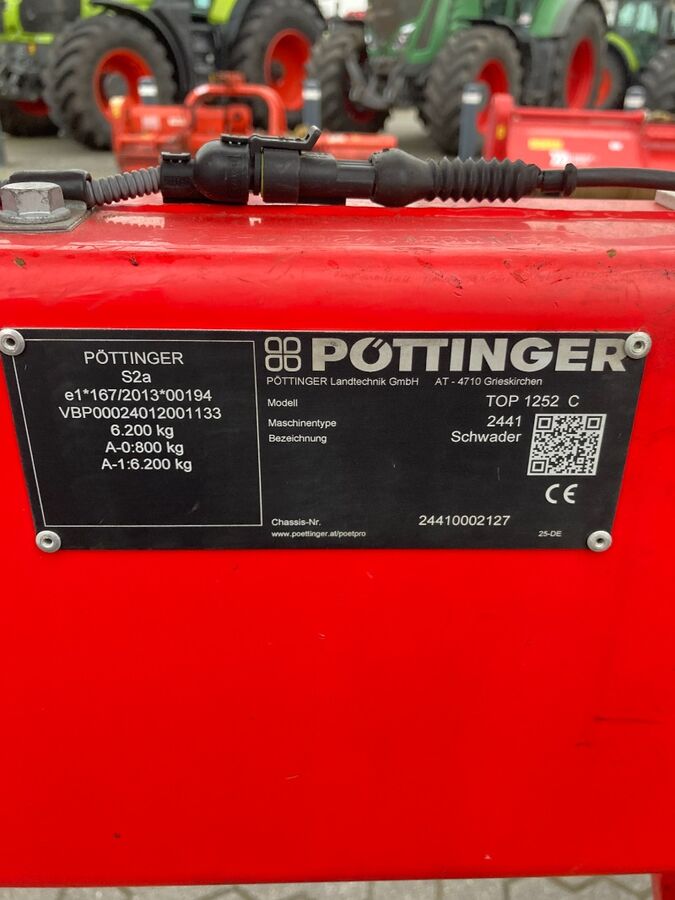 PÖTTINGER
S2a
e1*167/2013*00194
VBP00024012001133
6.200 kg
A-0:800 kg
A-1:6.200 kg
PÖTTINGER
PÖTTINGER Landtechnik GmbH AT - 4710 Grieskirchen
Modell TOP 1252 C
Maschinentype 2441
Bezeichnung Schwader
CE
Chassis-Nr. 24410002127
www.poettinger.at/poetpro 25-DE